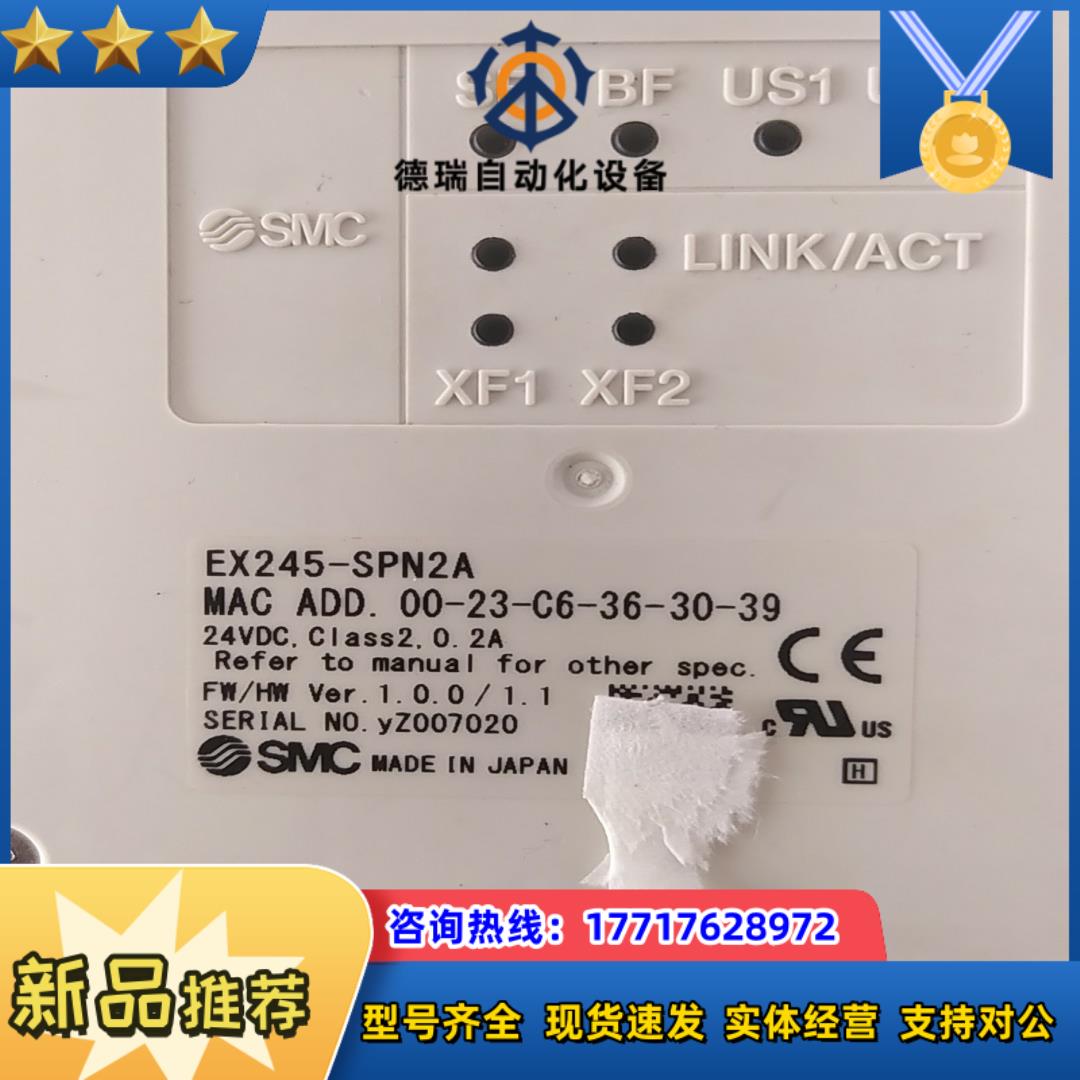 BF US1
德瑞自动化设备
SMC
LINK/ACT
XF1 XF2
EX245-SPN2A
MAC ADD. 00-23-C6-36-30-39
24VDC, Class2, 0.2A
Refer to manual for other spec.
FW/HW Ver.1.0.0/1.1
SERIAL NO.yZ007020
CE
c RU US
SMC MADE IN JAPAN
H
咨询热线：17717628972
新品推荐
型号齐全 现货速发 实体经营 支持对公